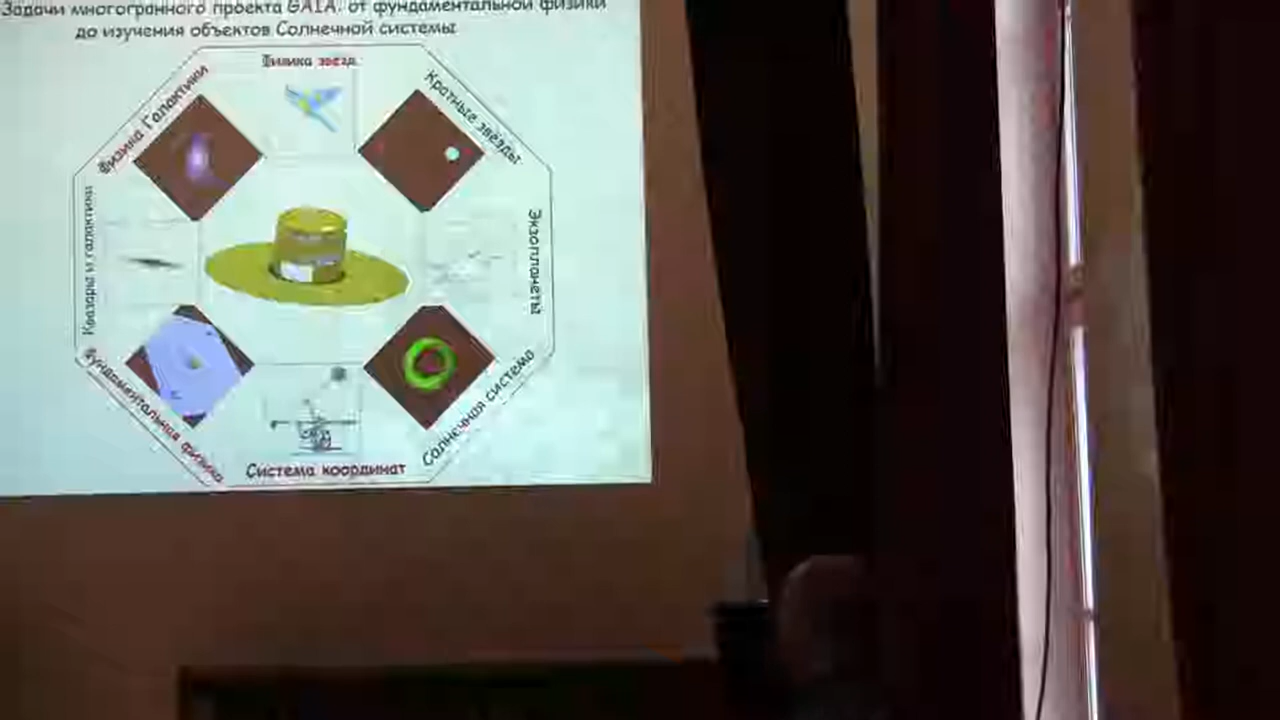 Задачи многогранного проекта GAIA: от фундаментальной физики
до изучения объектов Солнечной системы
Физика звезд
Кратные звёзды
Экзопланеты
Солнечная система
Система координат
Фундаментальная физика
Квазары и галактики
Физика Галактики